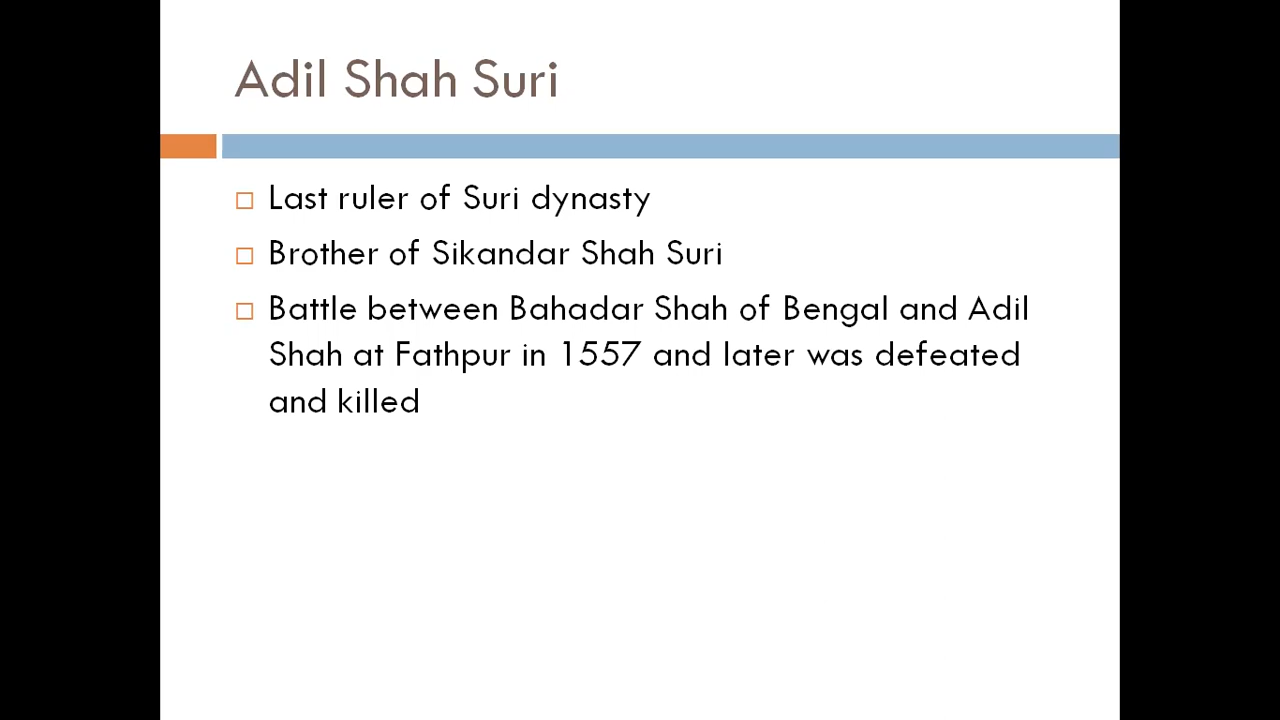 Adil Shah Suri
Last ruler of Suri dynasty
Brother of Sikandar Shah Suri
Battle between Bahadar Shah of Bengal and Adil
Shah at Fathpur in 1557 and later was defeated
and killed